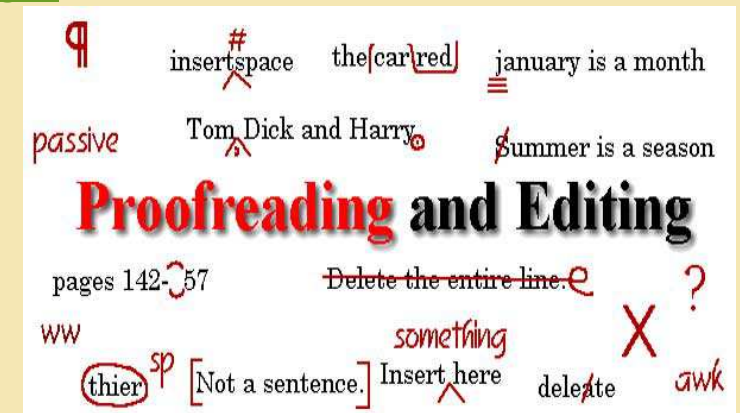 ¶
#
insertspace the car red january is a month
passive Tom, Dick and Harry. Summer is a season
Proofreading and Editing
pages 142-57 Delete the entire line.
?
ww
something
X
thier sp [Not a sentence.] Insert here deleate awk